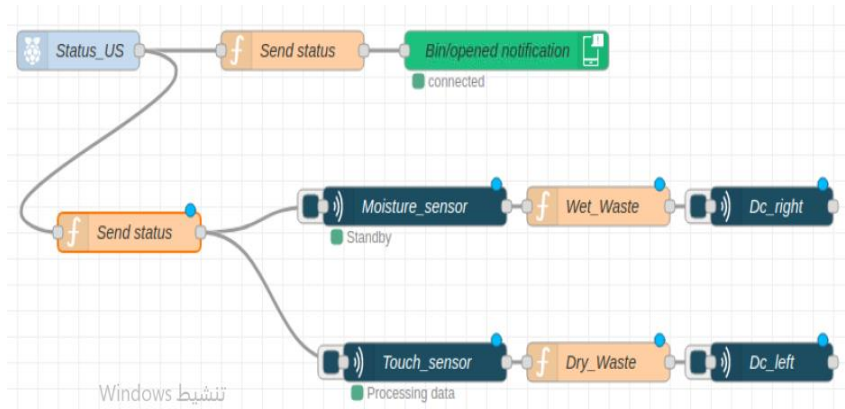 Status_US
Send status
Bin/opened notification
connected
Send status
Moisture_sensor
Wet_Waste
Dc_right
Standby
Touch_sensor
Dry_Waste
Dc_left
Processing data
تنشيط Windows